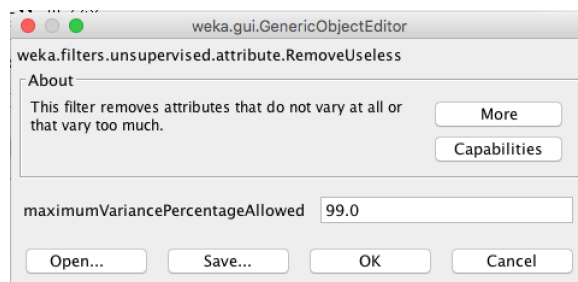 weka.gui.GenericObjectEditor
weka.filters.unsupervised.attribute.RemoveUseless
About
This filter removes attributes that do not vary at all or
that vary too much.
More
Capabilities
maximumVariancePercentageAllowed 99.0
Open... Save... OK Cancel